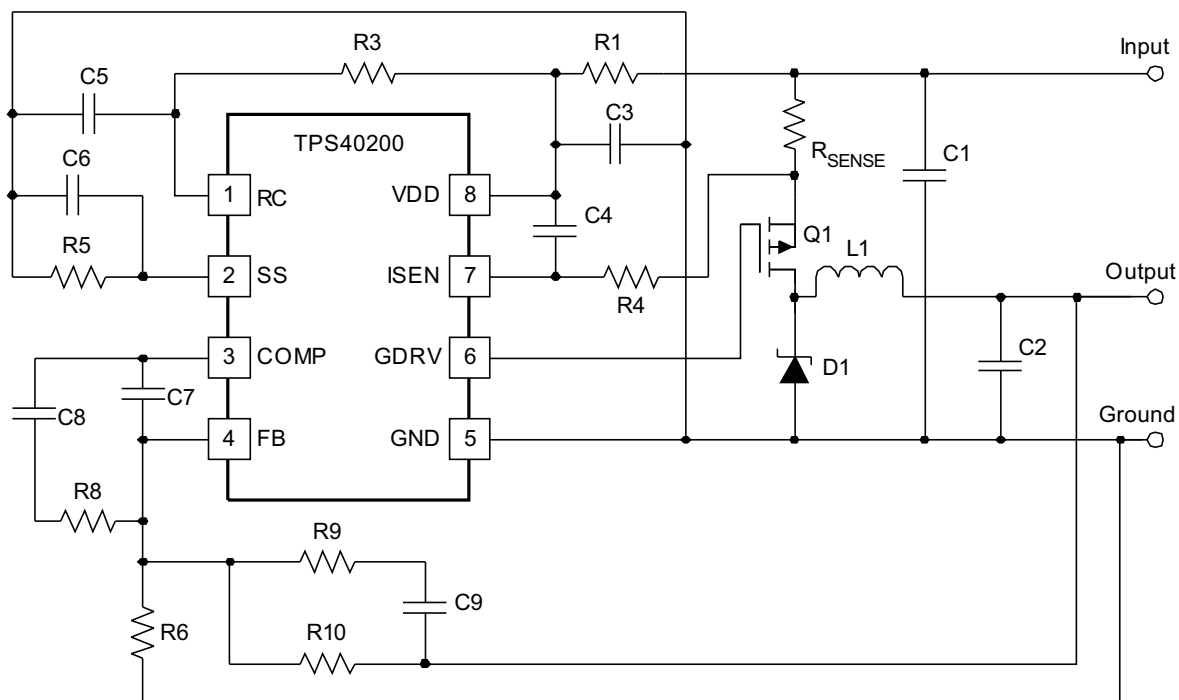 R3
R1
Input
C5
C3
TPS40200
R_SENSE
C1
C6
1
RC
VDD
8
C4
Q1
R5
L1
Output
2
SS
ISEN
7
R4
C2
3
COMP
GDRV
6
D1
C7
C8
Ground
4
FB
GND
5
R8
R9
C9
R6
R10